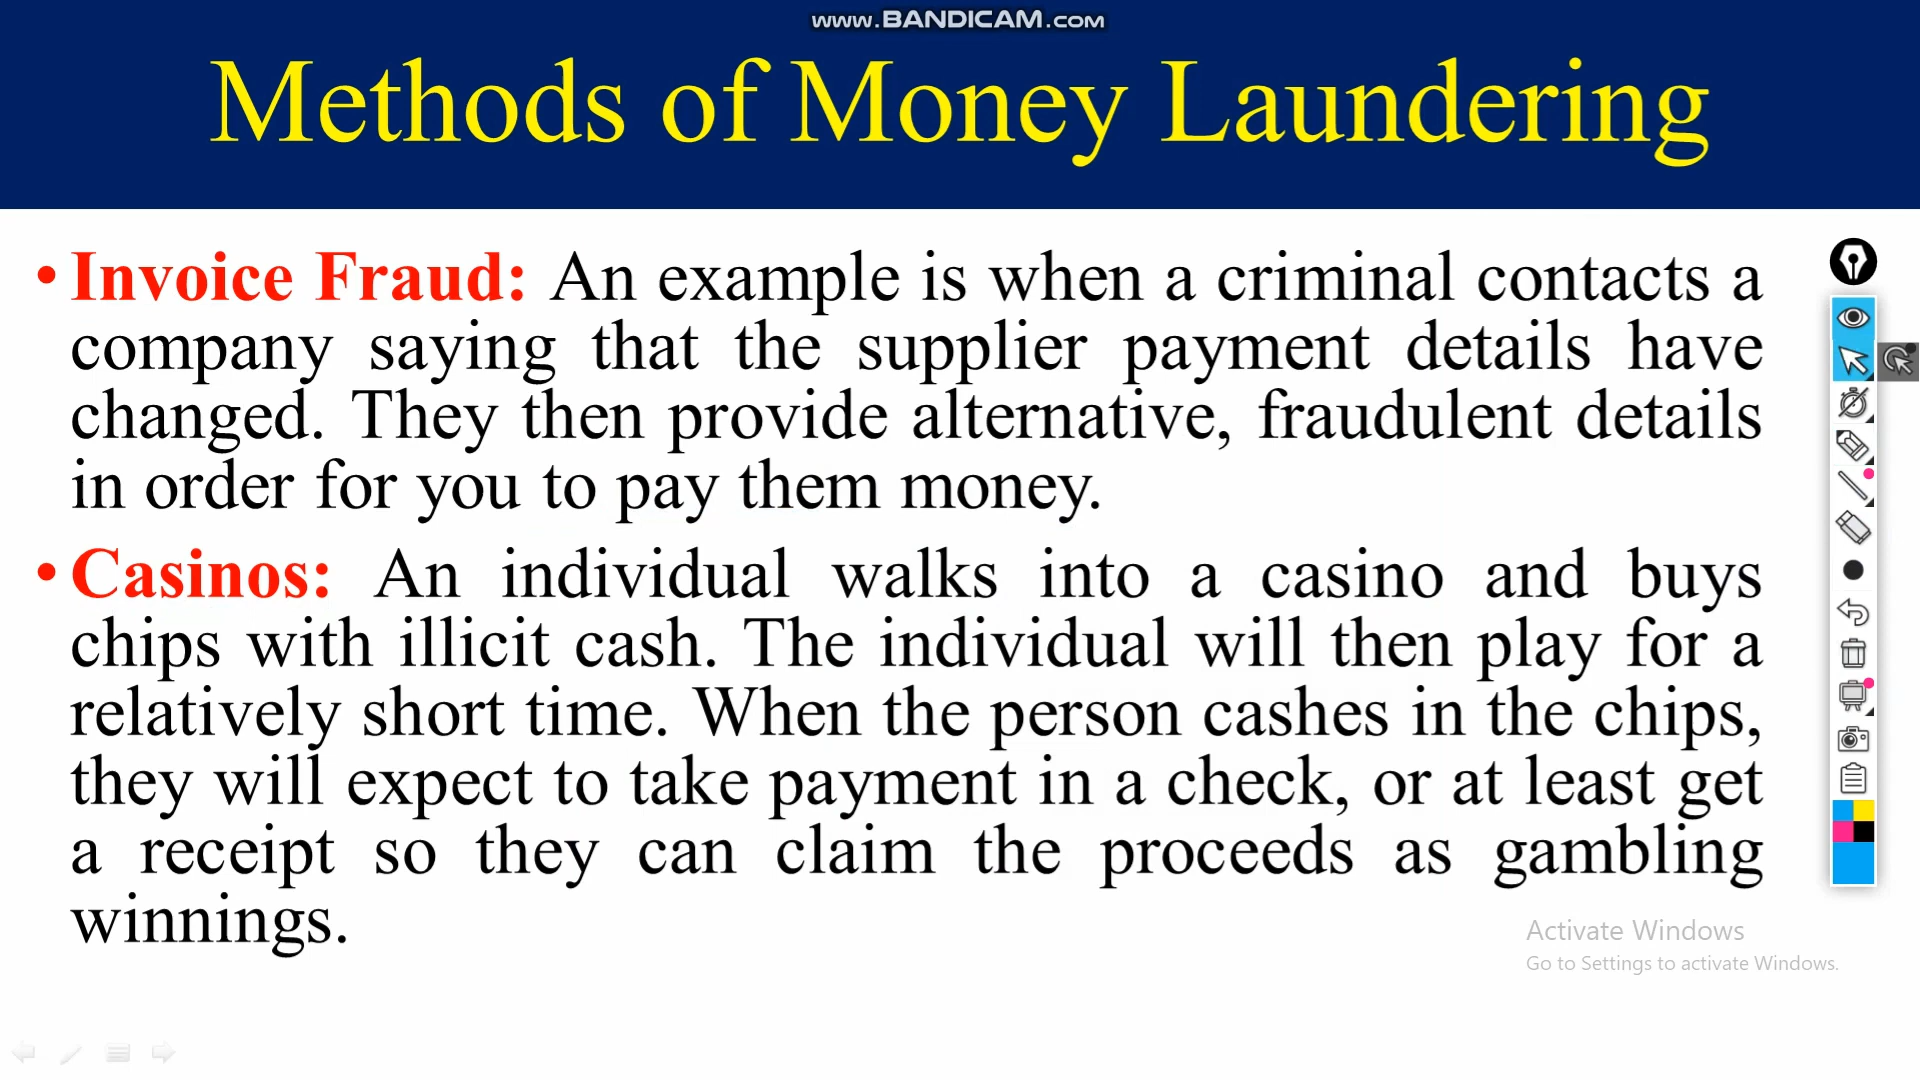 www.BANDICAM.com
Methods of Money Laundering
• Invoice Fraud: An example is when a criminal contacts a
company saying that the supplier payment details have
changed. They then provide alternative, fraudulent details
in order for you to pay them money.
• Casinos: An individual walks into a casino and buys
chips with illicit cash. The individual will then play for a
relatively short time. When the person cashes in the chips,
they will expect to take payment in a check, or at least get
a receipt so they can claim the proceeds as gambling
winnings.
Activate Windows
Go to Settings to activate Windows.